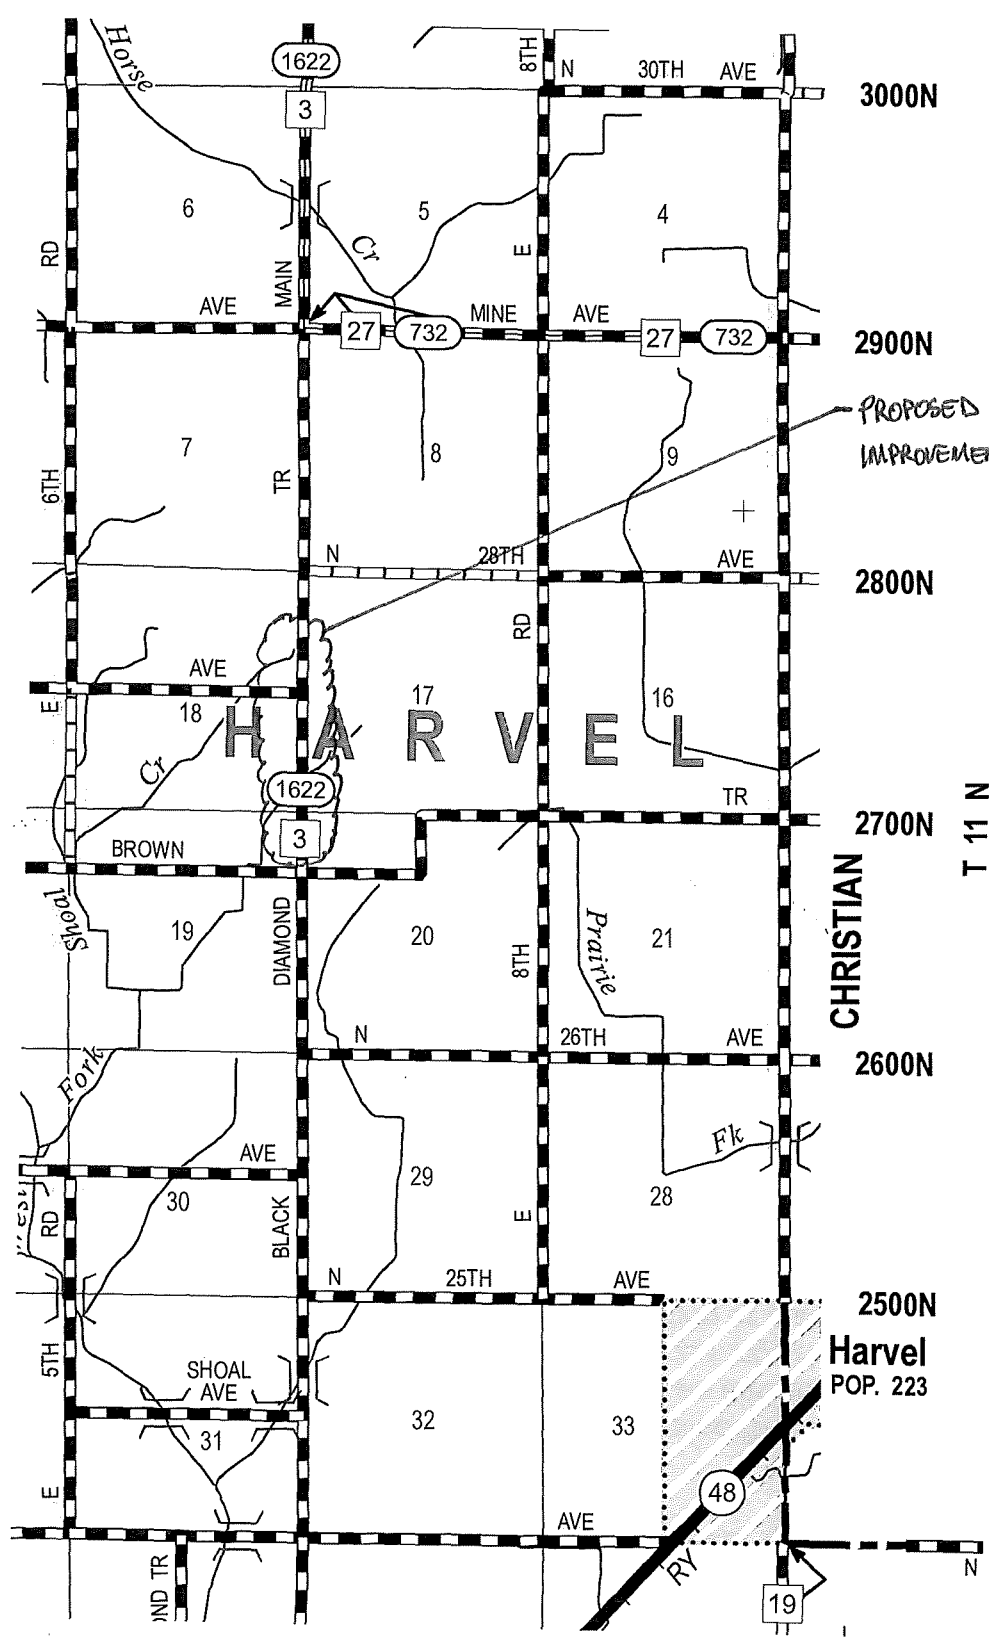 Horse
1622
8TH
N 30TH AVE
3000N
3
6
5
4
RD
E
Cr
MAIN
AVE
MINE
AVE
27
732
27
732
2900N
PROPOSED
IMPROVEME
7
8
9
6TH
TR
N
28TH
AVE
2800N
RD
AVE
E
18
17
16
HARVEL
Cr
1622
TR
2700N
T 11 N
3
BROWN
CHRISTIAN
Shoal
19
DIAMOND
20
8TH
Prairie
21
N
26TH
AVE
2600N
Fork
Fk
AVE
29
28
30
RD
BLACK
E
N
25TH
AVE
2500N
Harvel
POP. 223
5TH
SHOAL
AVE
32
33
31
E
48
AVE
RY
N
OND TR
19